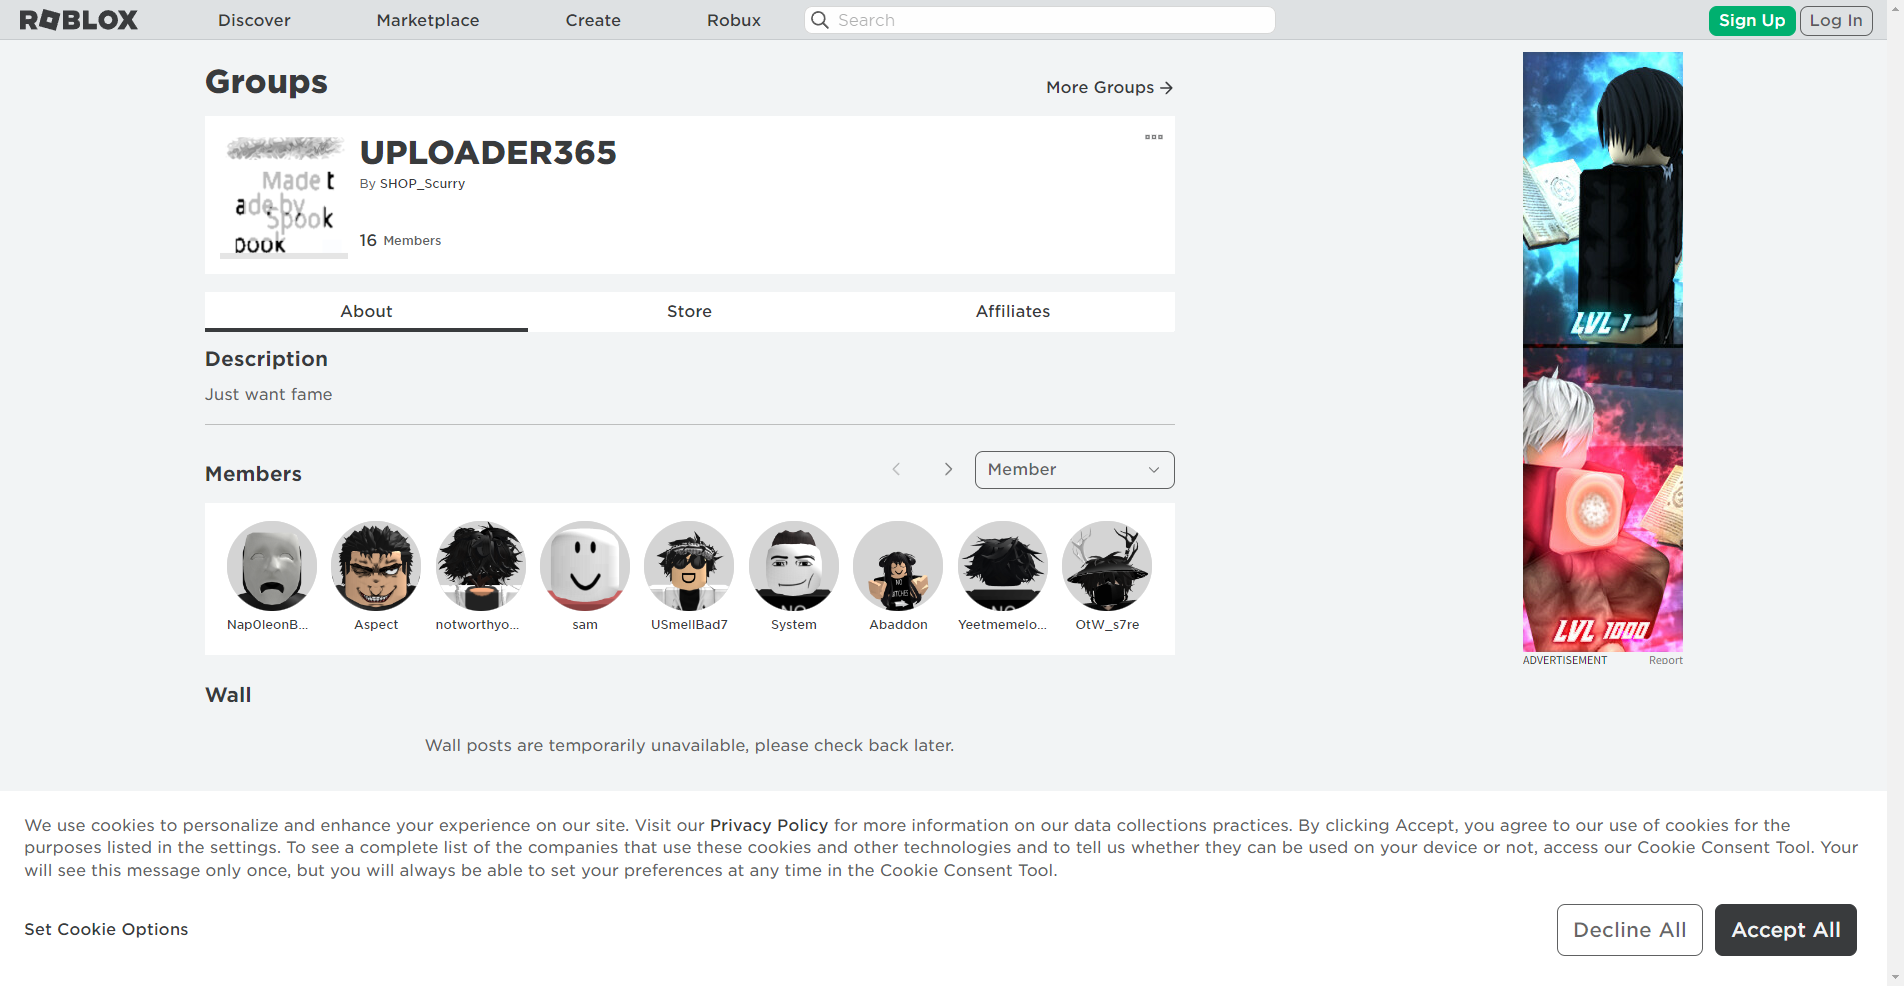 ROBLOX
Discover
Marketplace
Create
Robux
Search
Sign Up
Log In
Groups
More Groups
UPLOADER365
By SHOP_Scurry
16 Members
Made t
ade by
Spook
pook
About
Store
Affiliates
Description
Just want fame
Members
Member
Nap0leonB...
Aspect
notworthyo...
sam
USmellBad7
System
Abaddon
Yeetmemelo...
OtW_s7re
Wall
Wall posts are temporarily unavailable, please check back later.
LVL 1
LVL 1000
ADVERTISEMENT
Report
We use cookies to personalize and enhance your experience on our site. Visit our Privacy Policy for more information on our data collections practices. By clicking Accept, you agree to our use of cookies for the
purposes listed in the settings. To see a complete list of the companies that use these cookies and other technologies and to tell us whether they can be used on your device or not, access our Cookie Consent Tool. Your
will see this message only once, but you will always be able to set your preferences at any time in the Cookie Consent Tool.
Set Cookie Options
Decline All
Accept All